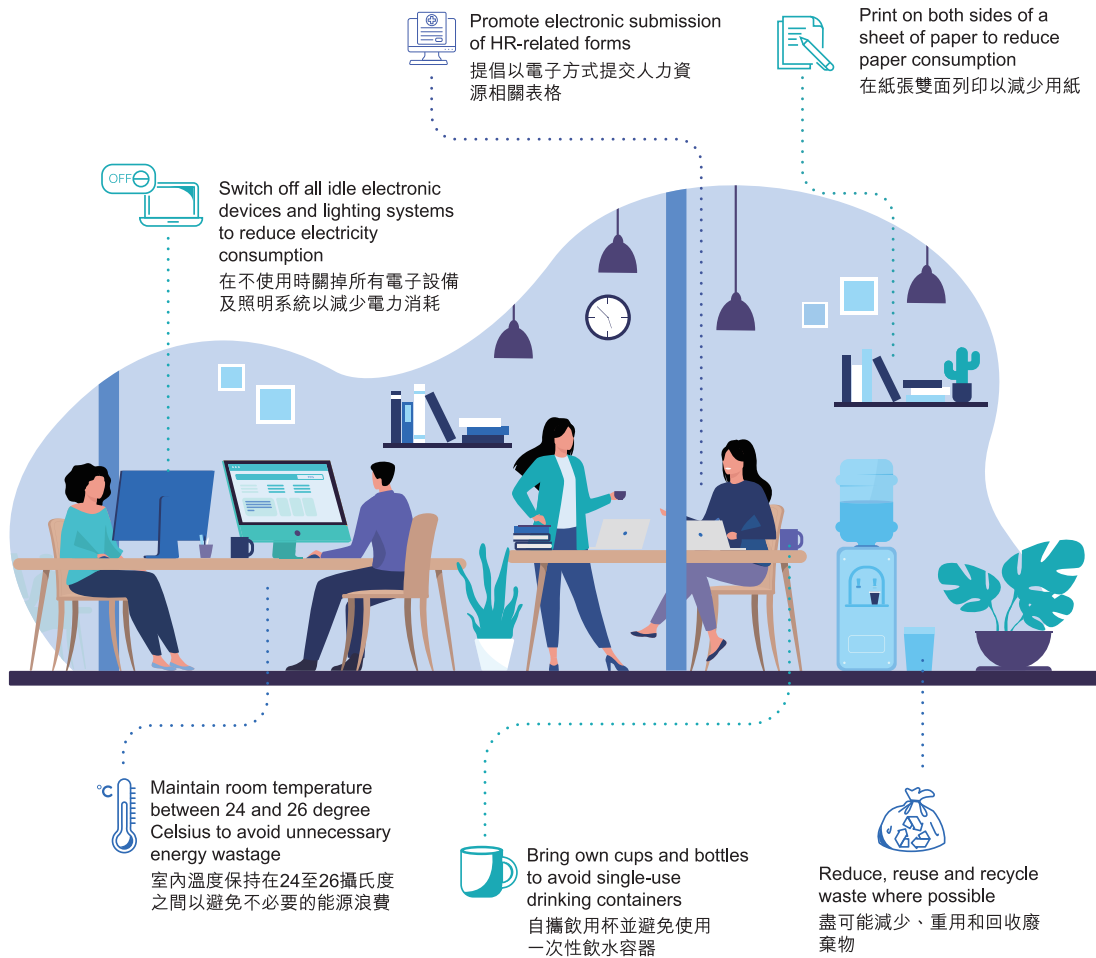 Promote electronic submission
of HR-related forms
提倡以電子方式提交人力資
源相關表格
Print on both sides of a
sheet of paper to reduce
paper consumption
在紙張雙面列印以減少用紙
OFF
Switch off all idle electronic
devices and lighting systems
to reduce electricity
consumption
在不使用時關掉所有電子設備
及照明系統以減少電力消耗
°C
Maintain room temperature
between 24 and 26 degree
Celsius to avoid unnecessary
energy wastage
室內溫度保持在24至26攝氏度
之間以避免不必要的能源浪費
Bring own cups and bottles
to avoid single-use
drinking containers
自攜飲用杯並避免使用
一次性飲水容器
Reduce, reuse and recycle
waste where possible
盡可能減少、重用和回收廢
棄物